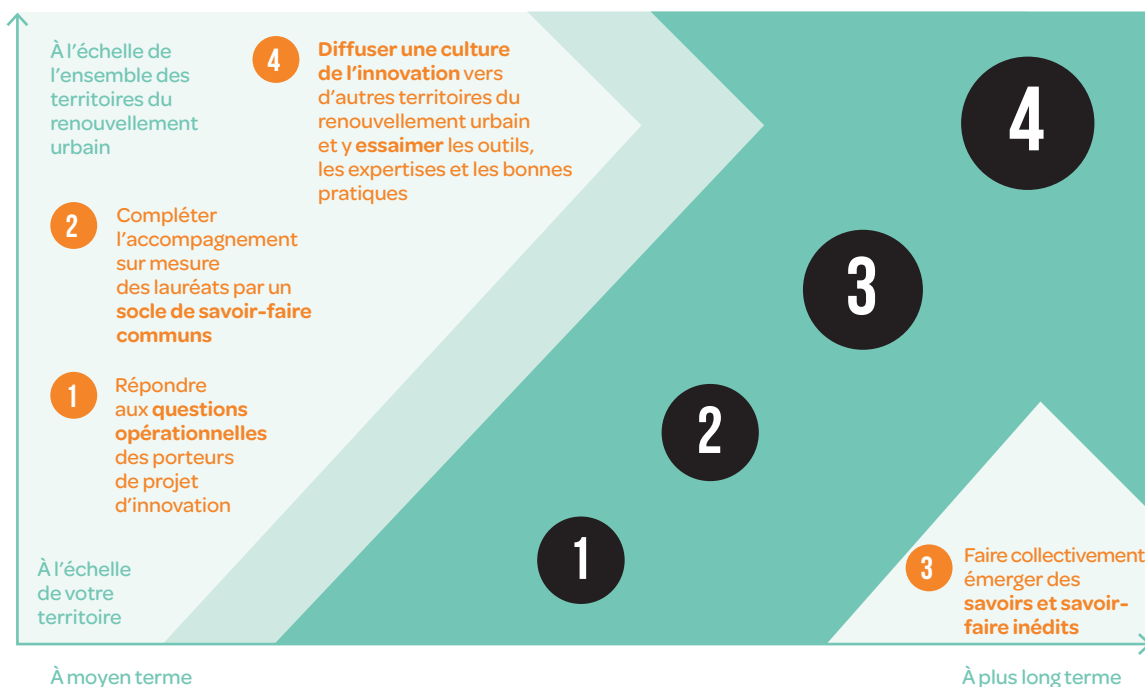 À l'échelle de
l'ensemble des
territoires du
renouvellement
urbain
4
Diffuser une culture
de l'innovation vers
d'autres territoires du
renouvellement urbain
et y essaimer les outils,
les expertises et les bonnes
pratiques
2
Compléter
l'accompagnement
sur mesure
des lauréats par un
socle de savoir-faire
communs
1
Répondre
aux questions
opérationnelles
des porteurs
de projet
d'innovation
À l'échelle
de votre
territoire
4
3
2
1
3
Faire collectivement
émerger des
savoirs et savoir-
faire inédits
À moyen terme
À plus long terme